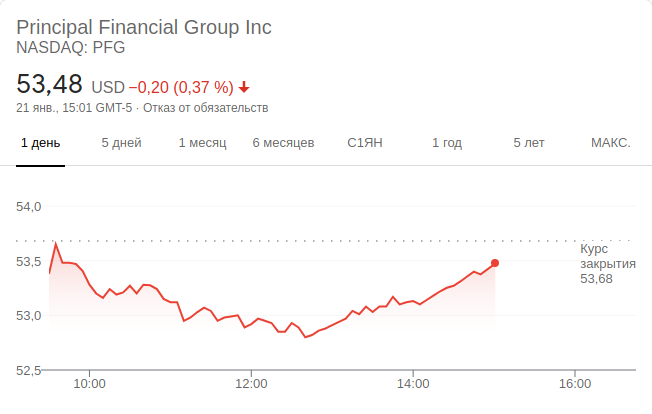 Principal Financial Group Inc
NASDAQ: PFG
53,48 USD −0,20 (0,37 %)
21 янв., 15:01 GMT-5 · Отказ от обязательств
1 день 5 дней 1 месяц 6 месяцев С1ЯН 1 год 5 лет МАКС.
54,0
53,5
53,0
52,5
Курс
закрытия
53,68
10:00 12:00 14:00 16:00